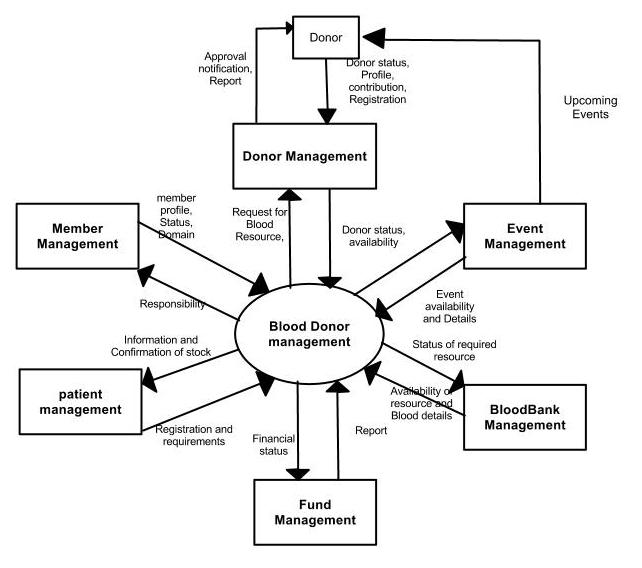 Donor
Approval
notification,
Report
Donor status,
Profile,
contribution,
Registration
Upcoming
Events
Donor Management
member
profile,
Status,
Domain
Request for
Blood
Resource,
Donor status,
availability
Member
Management
Event
Management
Responsibility
Event
availability
and Details
Blood Donor
management
Information and
Confirmation of stock
Status of required
resource
patient
management
Availability of
resource and
Blood details
BloodBank
Management
Registration and
requirements
Financial
status
Report
Fund
Management